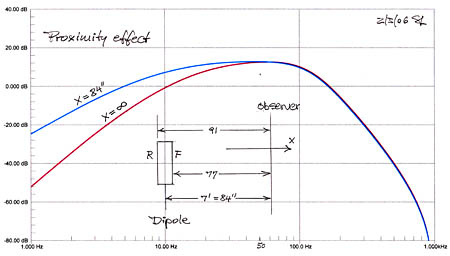 20.00 dB
Proximity effect
2/2/06 SL
0.000 dB
X = 84"
X = ∞
observer
91
-20.00 dB
X
R
F
-40.00 dB
77
7' = 84"
-60.00 dB
Dipole
-80.00 dB
1.000 Hz
10.00 Hz
50
100.0 Hz
1.000 kHz